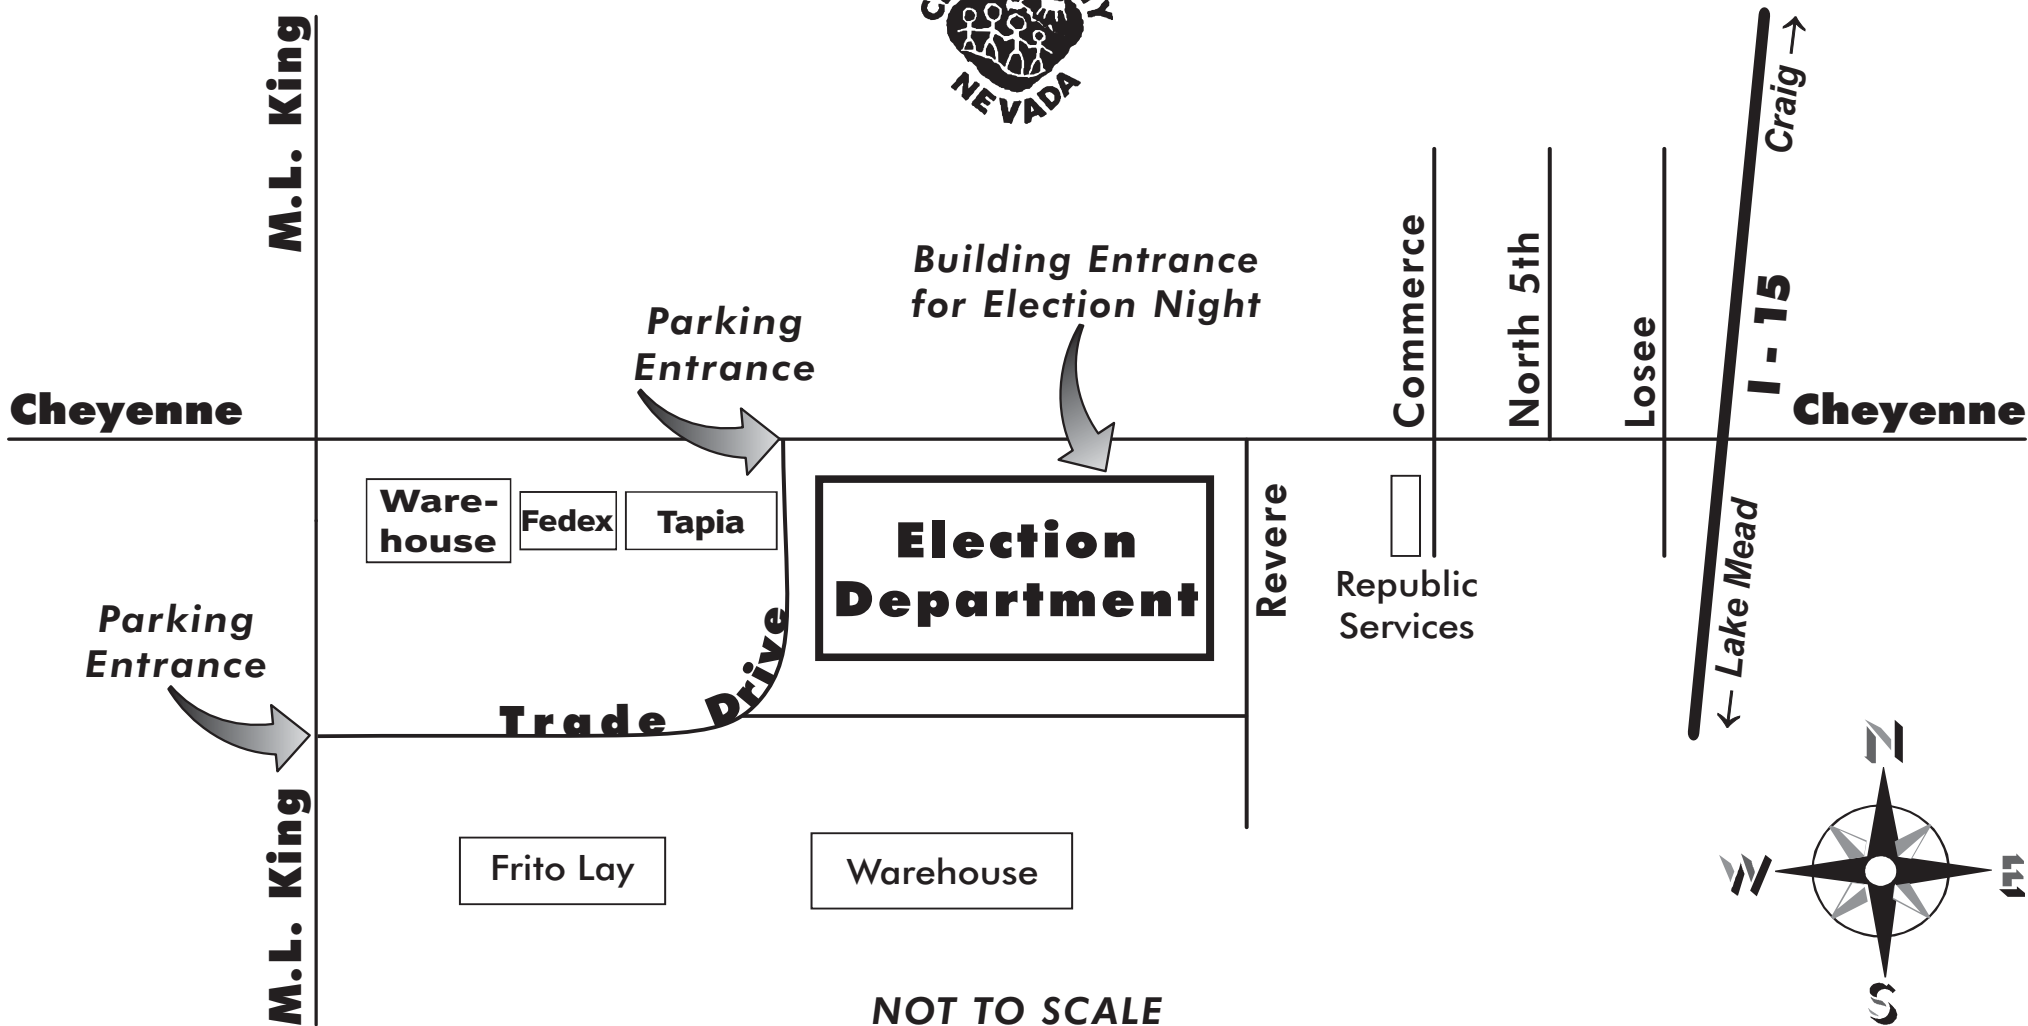 NEVADA
M.L. King
Craig →
Building Entrance
for Election Night
Parking
Entrance
Commerce
North 5th
Losee
I - 15
Cheyenne
Cheyenne
Ware-
house
Fedex
Tapia
Election
Department
Revere
Republic
Services
← Lake Mead
Parking
Entrance
Trade Drive
M.L. King
Frito Lay
Warehouse
N
W
E
S
NOT TO SCALE